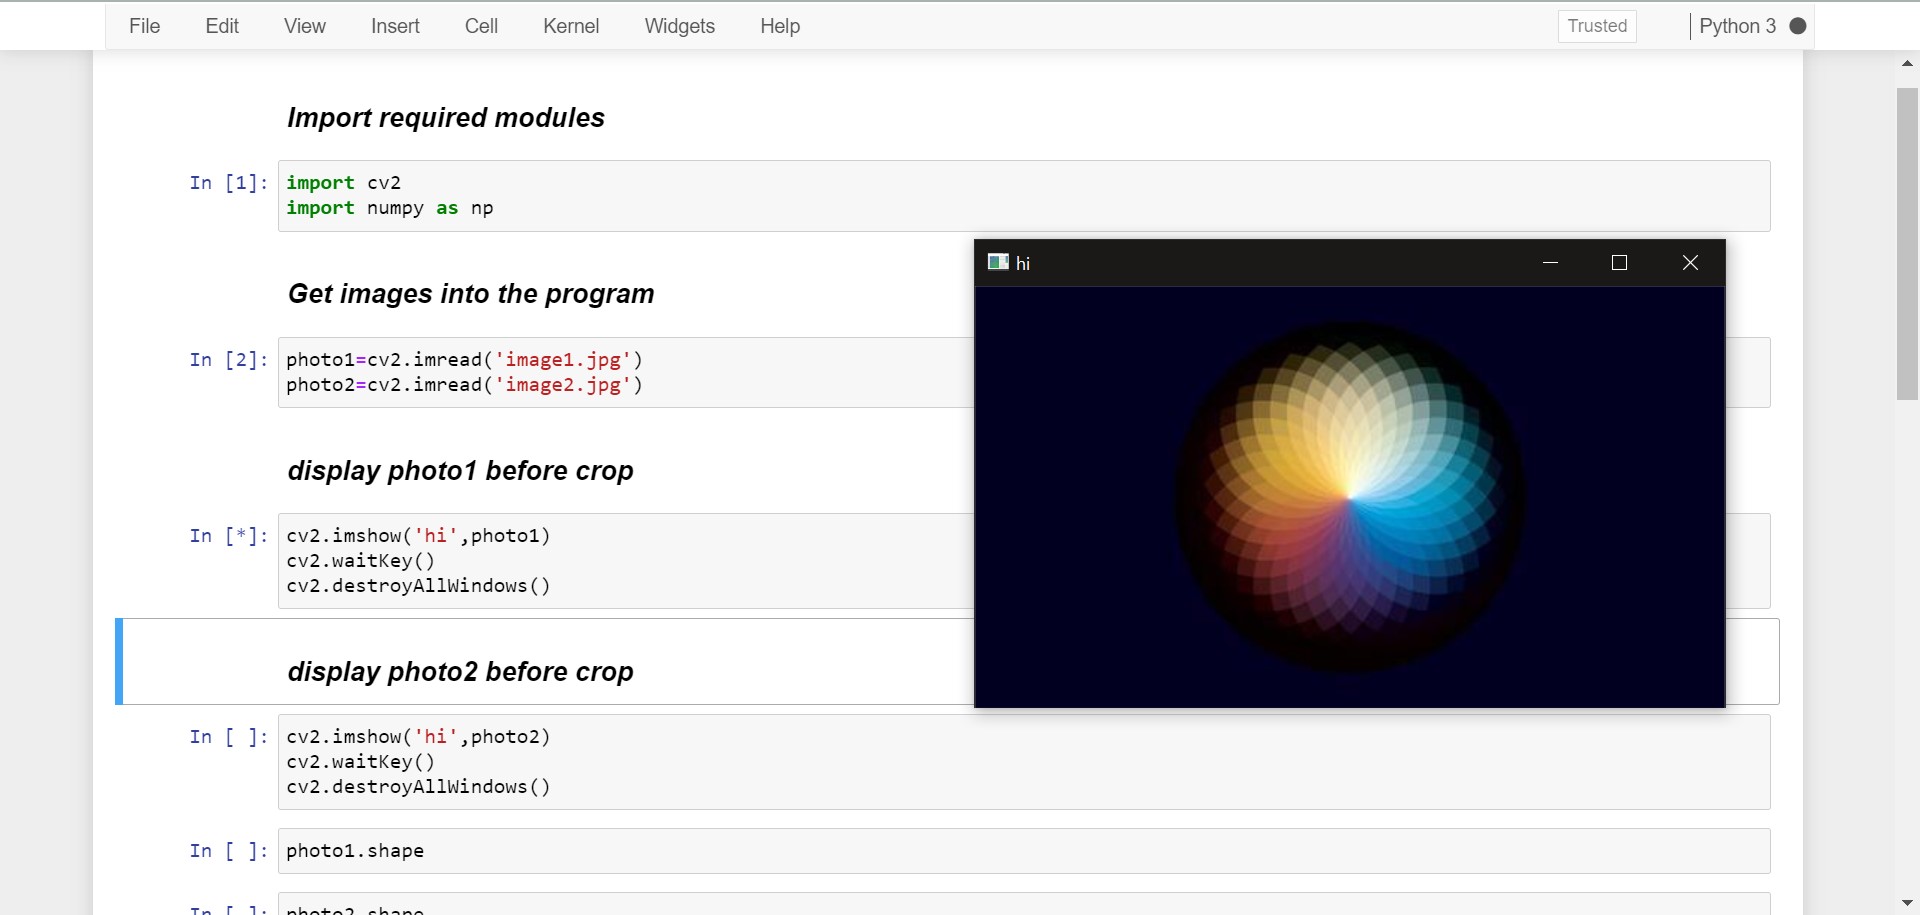 File Edit View Insert Cell Kernel Widgets Help Trusted Python 3
Import required modules
In [1]: import cv2
import numpy as np
hi
Get images into the program
In [2]: photo1=cv2.imread('image1.jpg')
photo2=cv2.imread('image2.jpg')
display photo1 before crop
In [*]: cv2.imshow('hi',photo1)
cv2.waitKey()
cv2.destroyAllWindows()
display photo2 before crop
In [ ]: cv2.imshow('hi',photo2)
cv2.waitKey()
cv2.destroyAllWindows()
In [ ]: photo1.shape
In [ ]: photo2.shape